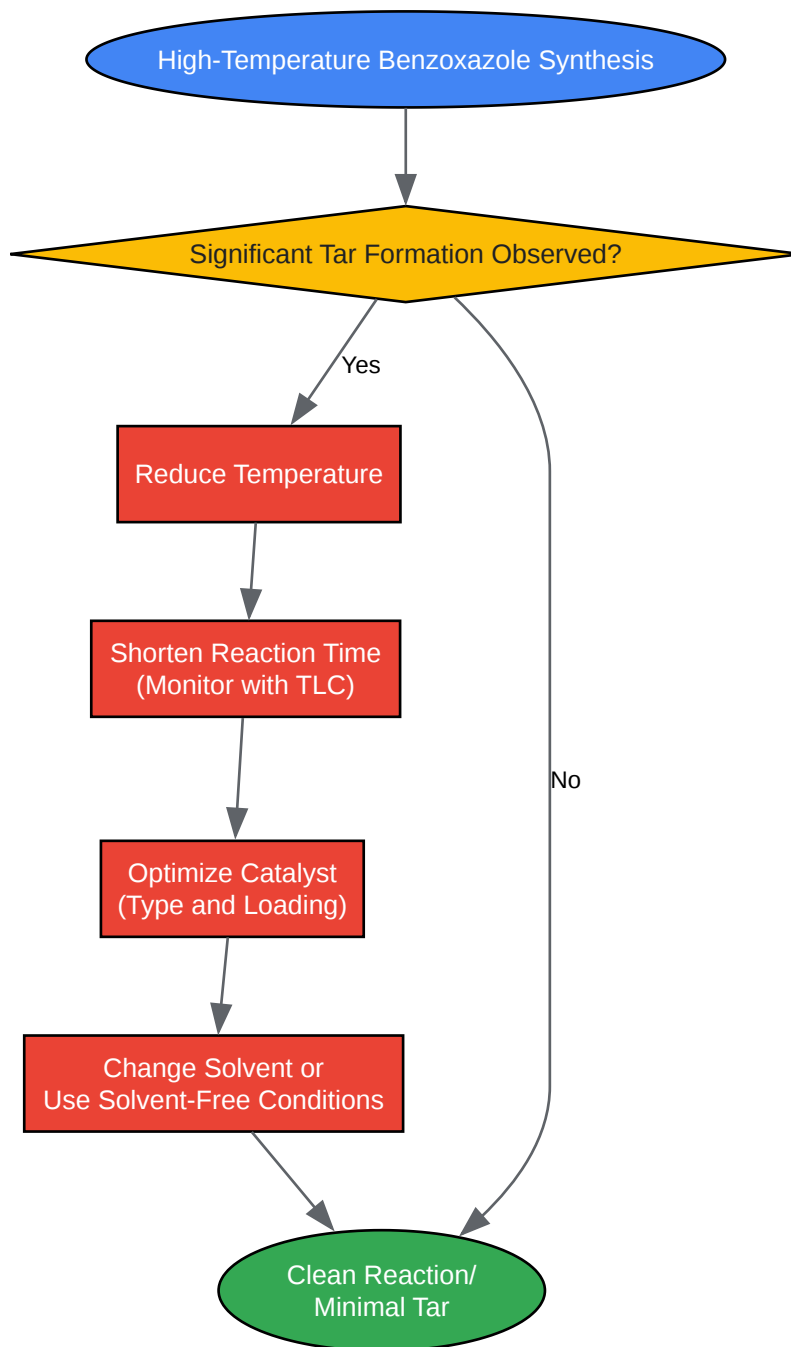 High-Temperature Benzoxazole Synthesis
Significant Tar Formation Observed?
Yes
Reduce Temperature
Shorten Reaction Time
(Monitor with TLC)
No
Optimize Catalyst
(Type and Loading)
Change Solvent or
Use Solvent-Free Conditions
Clean Reaction/
Minimal Tar